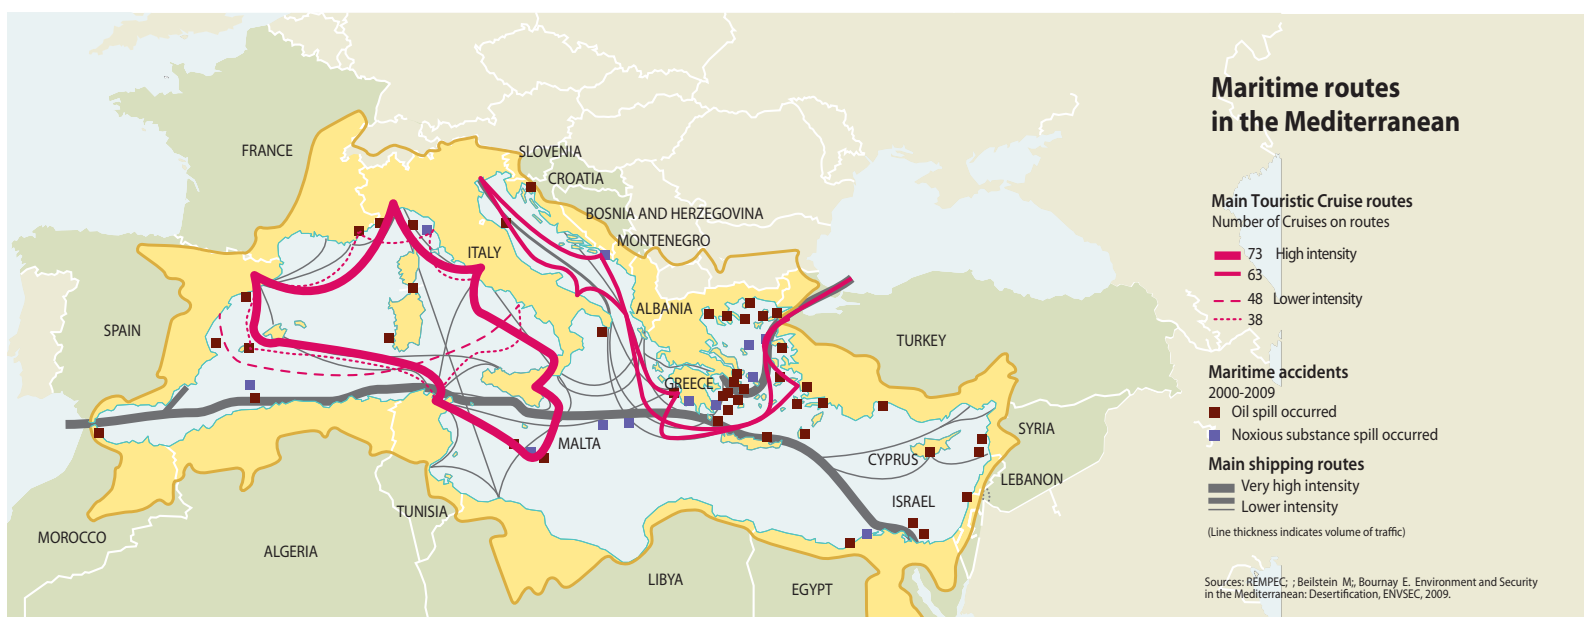 Maritime routes
in the Mediterranean
Main Touristic Cruise routes
Number of Cruises on routes
73 High intensity
63
48 Lower intensity
38
Maritime accidents
2000-2009
Oil spill occurred
Noxious substance spill occurred
Main shipping routes
Very high intensity
Lower intensity
(Line thickness indicates volume of traffic)
Sources: REMPEC; ; Beilstein M;, Bournay E. Environment and Security
in the Mediterranean: Desertification, ENVSEC, 2009.
FRANCE
SLOVENIA
CROATIA
BOSNIA AND HERZEGOVINA
MONTENEGRO
ITALY
ALBANIA
SPAIN
TURKEY
GREECE
SYRIA
MALTA
CYPRUS
LEBANON
ISRAEL
TUNISIA
MOROCCO
ALGERIA
LIBYA
EGYPT